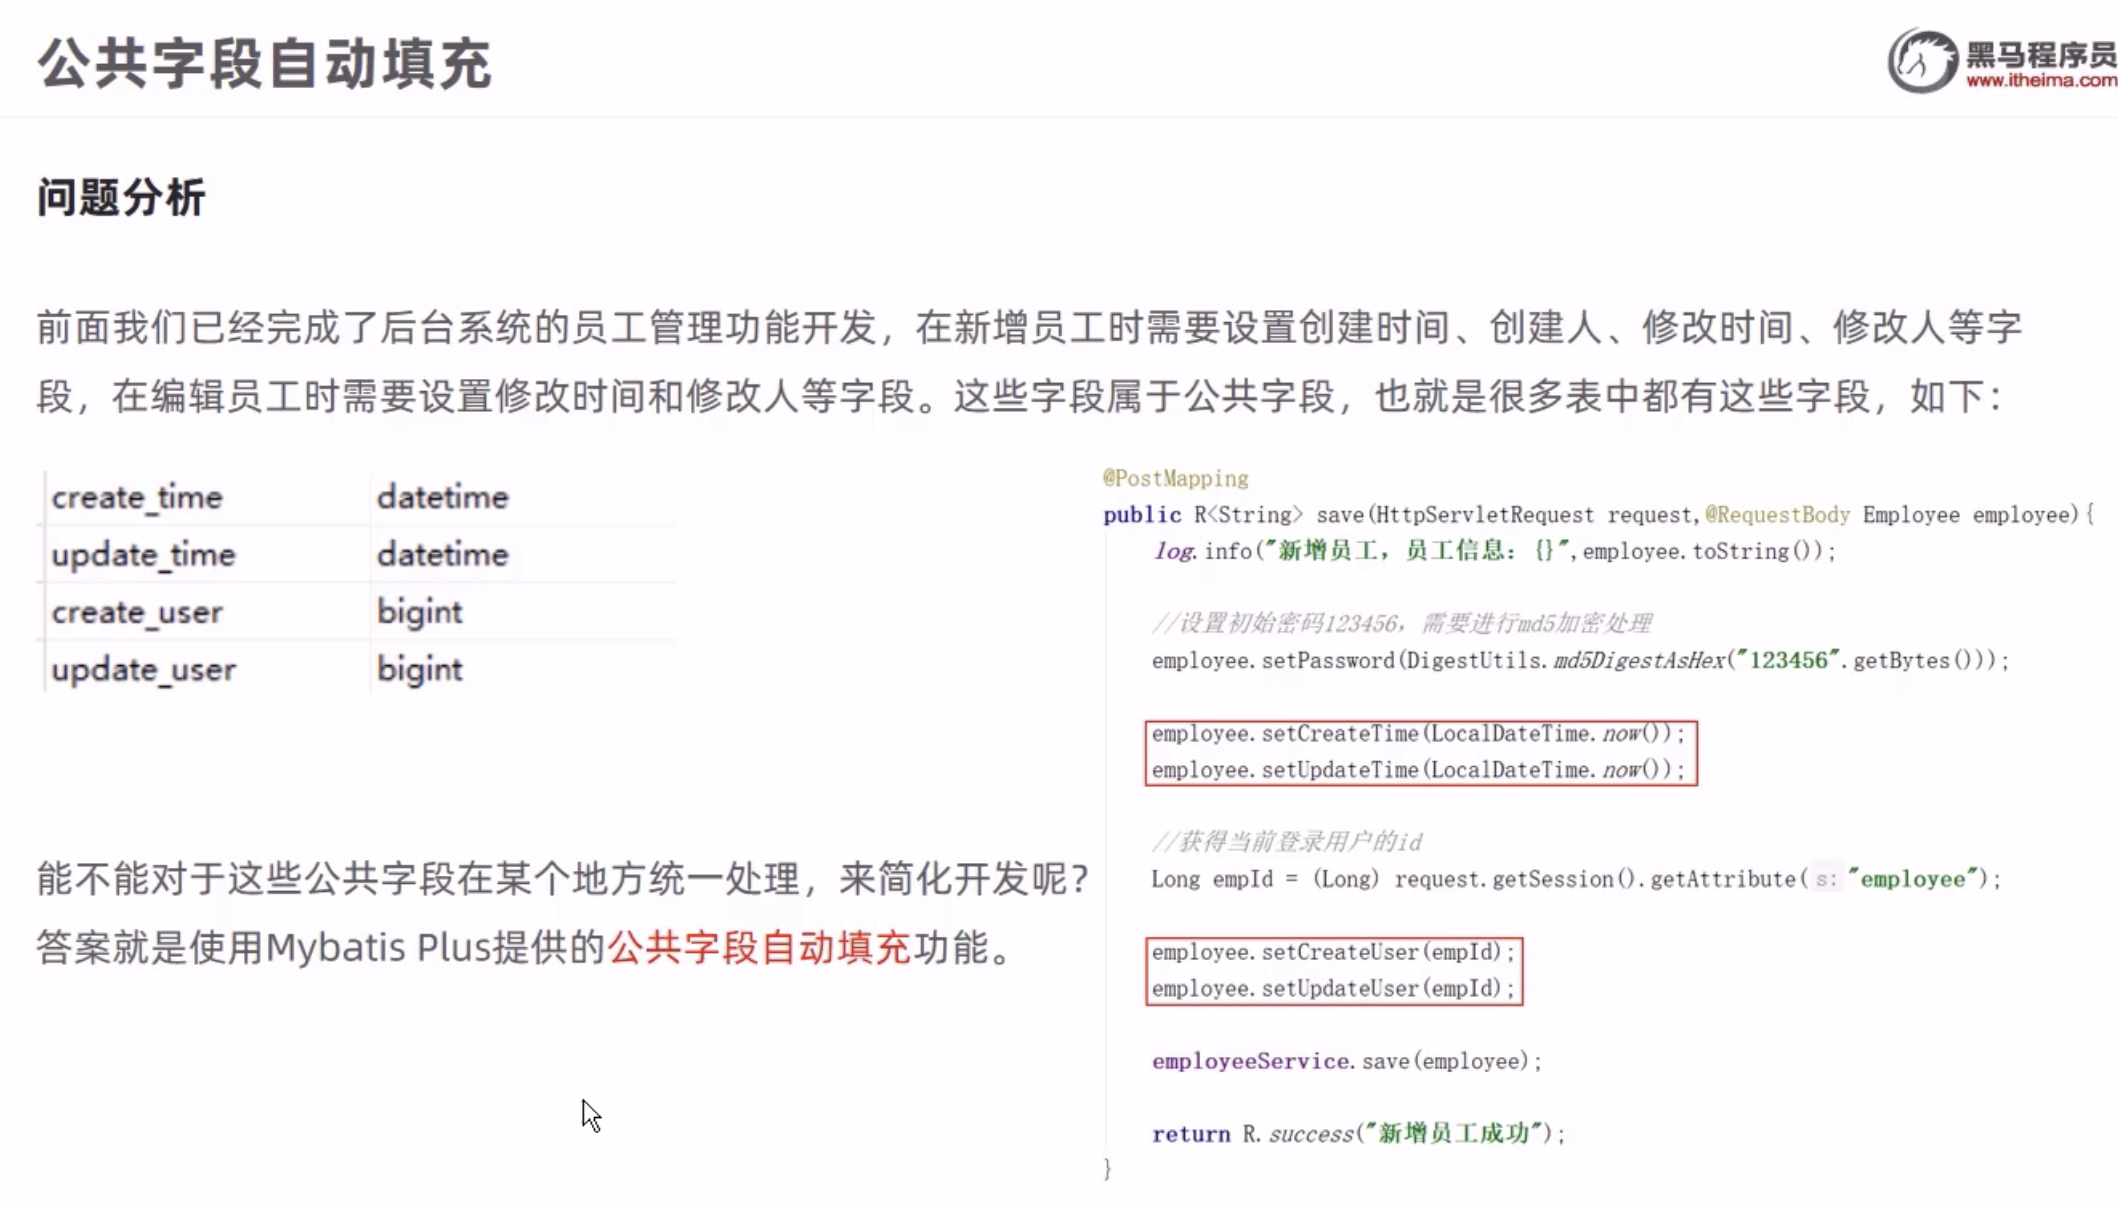 公共字段自动填充
黑马程序员
www.itheima.com
问题分析
前面我们已经完成了后台系统的员工管理功能开发，在新增员工时需要设置创建时间、创建人、修改时间、修改人等字
段，在编辑员工时需要设置修改时间和修改人等字段。这些字段属于公共字段，也就是很多表中都有这些字段，如下：
create_time datetime
update_time datetime
create_user bigint
update_user bigint
能不能对于这些公共字段在某个地方统一处理，来简化开发呢？
答案就是使用Mybatis Plus提供的公共字段自动填充功能。
@PostMapping
public R<String> save(HttpServletRequest request,@RequestBody Employee employee){
log.info("新增员工，员工信息：{}",employee.toString());
//设置初始密码123456，需要进行md5加密处理
employee.setPassword(DigestUtils.md5DigestAsHex("123456".getBytes()));
employee.setCreateTime(LocalDateTime.now());
employee.setUpdateTime(LocalDateTime.now());
//获得当前登录用户的id
Long empId = (Long) request.getSession().getAttribute( s: "employee");
employee.setCreateUser(empId);
employee.setUpdateUser(empId);
employeeService.save(employee);
return R.success("新增员工成功");
}